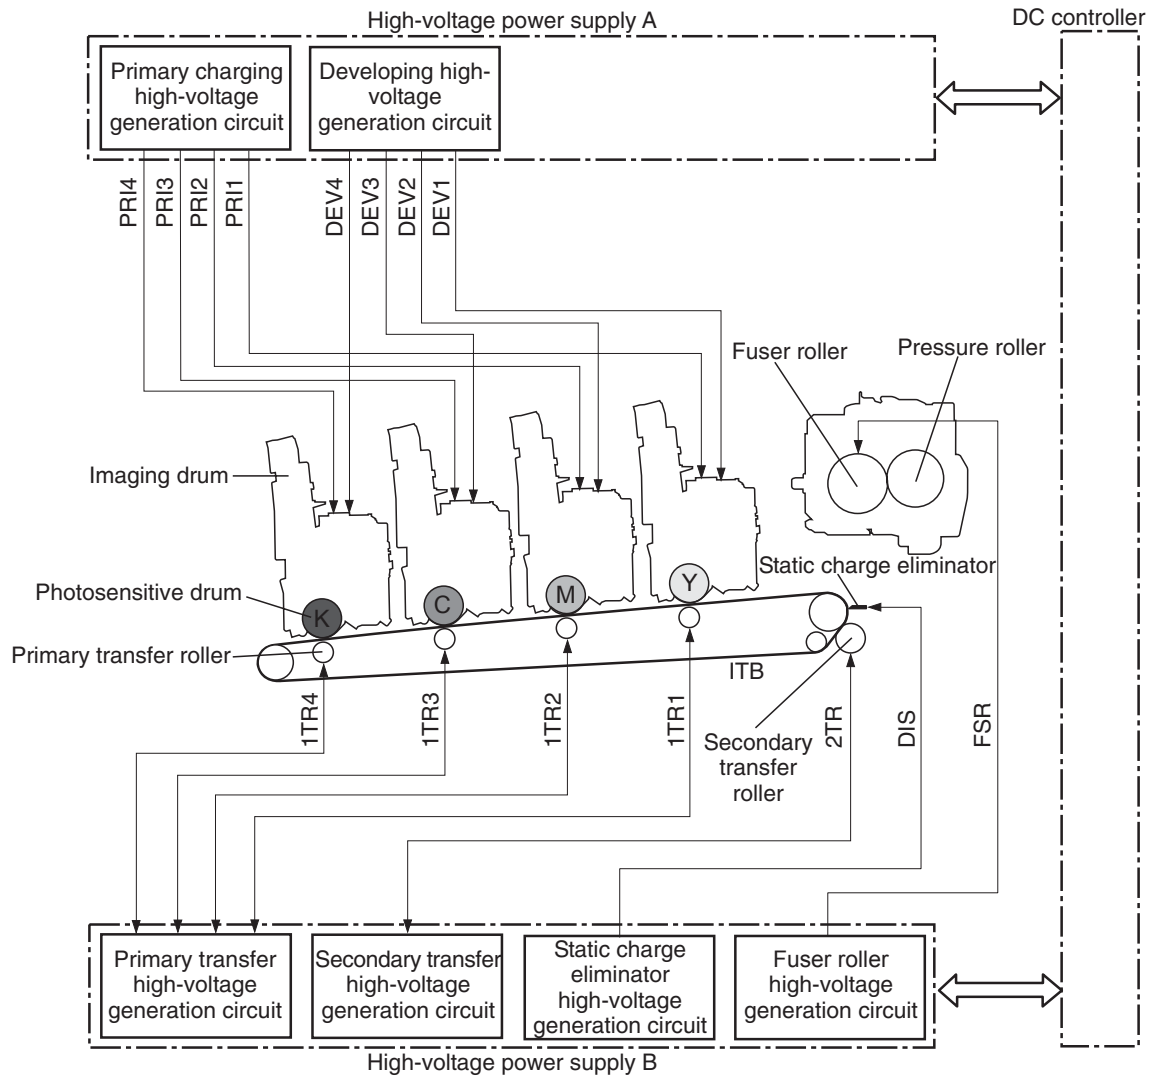 High-voltage power supply A
DC controller
Primary charging
high-voltage
generation circuit
Developing high-
voltage
generation circuit
PRI4
PRI3
PRI2
PRI1
DEV4
DEV3
DEV2
DEV1
Fuser roller
Pressure roller
Imaging drum
Static charge eliminator
Photosensitive drum
K
C
M
Y
Primary transfer roller
ITB
1TR4
1TR3
1TR2
1TR1
2TR
DIS
FSR
Secondary
transfer
roller
Primary transfer
high-voltage
generation circuit
Secondary transfer
high-voltage
generation circuit
Static charge
eliminator
high-voltage
generation circuit
Fuser roller
high-voltage
generation circuit
High-voltage power supply B